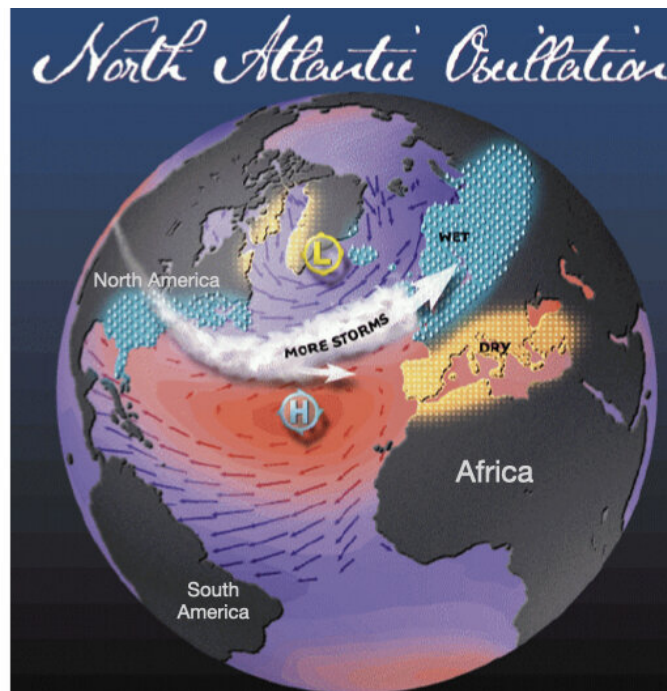 North Atlantic Oscillation
WET
L
North America
MORE STORMS
DRY
H
Africa
South
America